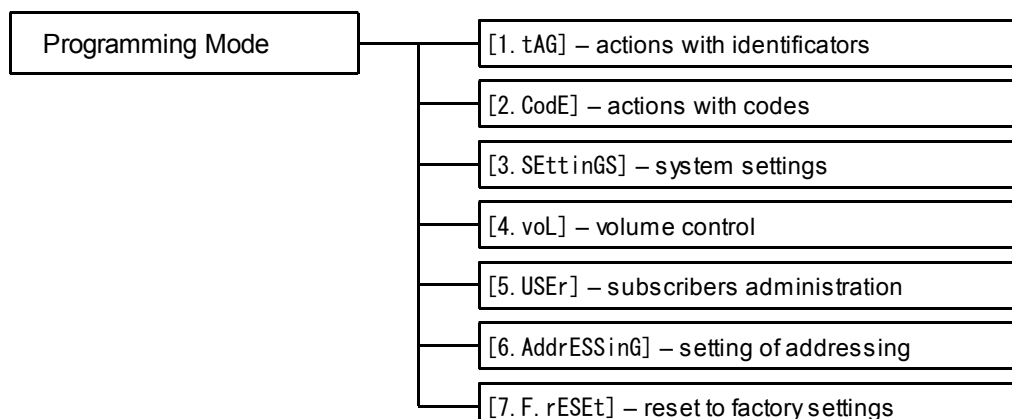 Programming Mode
[1.tAG] – actions with identificators
[2.CodE] – actions with codes
[3.SEttinGS] – system settings
[4.voL] – volume control
[5.USEr] – subscribers administration
[6.AddrESSinG] – setting of addressing
[7.F.rESEt] – reset to factory settings